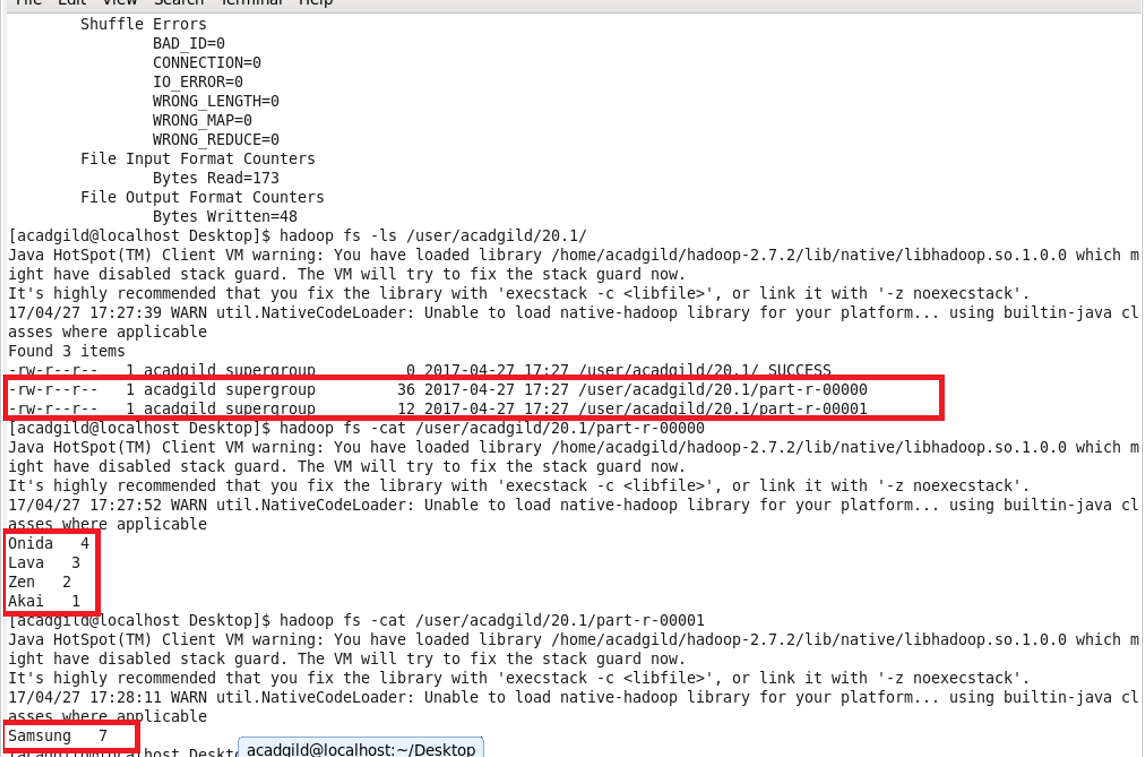 File Edit View Search Terminal Help
Shuffle Errors
BAD_ID=0
CONNECTION=0
IO_ERROR=0
WRONG_LENGTH=0
WRONG_MAP=0
WRONG_REDUCE=0
File Input Format Counters
Bytes Read=173
File Output Format Counters
Bytes Written=48
[acadgild@localhost Desktop]$ hadoop fs -ls /user/acadgild/20.1/
Java HotSpot(TM) Client VM warning: You have loaded library /home/acadgild/hadoop-2.7.2/lib/native/libhadoop.so.1.0.0 which m
ight have disabled stack guard. The VM will try to fix the stack guard now.
It's highly recommended that you fix the library with 'execstack -c <libfile>', or link it with '-z noexecstack'.
17/04/27 17:27:39 WARN util.NativeCodeLoader: Unable to load native-hadoop library for your platform... using builtin-java cl
asses where applicable
Found 3 items
-rw-r--r--   1 acadgild supergroup          0 2017-04-27 17:27 /user/acadgild/20.1/_SUCCESS
-rw-r--r--   1 acadgild supergroup         36 2017-04-27 17:27 /user/acadgild/20.1/part-r-00000
-rw-r--r--   1 acadgild supergroup         12 2017-04-27 17:27 /user/acadgild/20.1/part-r-00001
[acadgild@localhost Desktop]$ hadoop fs -cat /user/acadgild/20.1/part-r-00000
Java HotSpot(TM) Client VM warning: You have loaded library /home/acadgild/hadoop-2.7.2/lib/native/libhadoop.so.1.0.0 which m
ight have disabled stack guard. The VM will try to fix the stack guard now.
It's highly recommended that you fix the library with 'execstack -c <libfile>', or link it with '-z noexecstack'.
17/04/27 17:27:52 WARN util.NativeCodeLoader: Unable to load native-hadoop library for your platform... using builtin-java cl
asses where applicable
Onida   4
Lava   3
Zen   2
Akai   1
[acadgild@localhost Desktop]$ hadoop fs -cat /user/acadgild/20.1/part-r-00001
Java HotSpot(TM) Client VM warning: You have loaded library /home/acadgild/hadoop-2.7.2/lib/native/libhadoop.so.1.0.0 which m
ight have disabled stack guard. The VM will try to fix the stack guard now.
It's highly recommended that you fix the library with 'execstack -c <libfile>', or link it with '-z noexecstack'.
17/04/27 17:28:11 WARN util.NativeCodeLoader: Unable to load native-hadoop library for your platform... using builtin-java cl
asses where applicable
Samsung   7
[acadgild@localhost
acadgild@localhost:~/Desktop